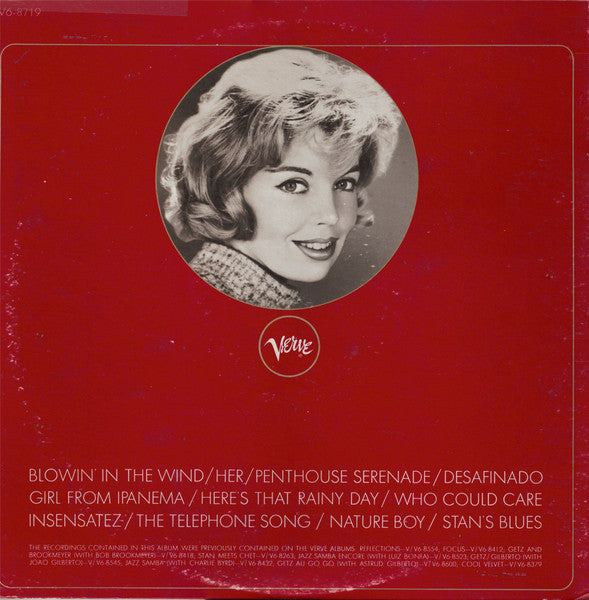 V6-8719
Verve
BLOWIN' IN THE WIND/HER/PENTHOUSE SERENADE/DESAFINADO
GIRL FROM IPANEMA/HERE'S THAT RAINY DAY/WHO COULD CARE
INSENSATEZ/THE TELEPHONE SONG/NATURE BOY/STAN'S BLUES
THE RECORDINGS CONTAINED IN THIS ALBUM WERE PREVIOUSLY CONTAINED ON THE VERVE ALBUMS: REFLECTIONS—V/V6-8554, FOCUS—V/V6-8412; GETZ AND
BROOKMEYER (WITH BOB BROOKMEYER)—V/V6-8418; STAN MEETS CHET—V/V6-8263; JAZZ SAMBA ENCORE (WITH LUIZ BONFA)—V/V6-8523; GETZ/GILBERTO (WITH
JOAO GILBERTO)—V/V6-8545, JAZZ SAMBA (WITH CHARLIE BYRD)—V/V6-8432, GETZ AU GO GO (WITH ASTRUD GILBERTO)—V/V6-8600; COOL VELVET—V/V6-8379